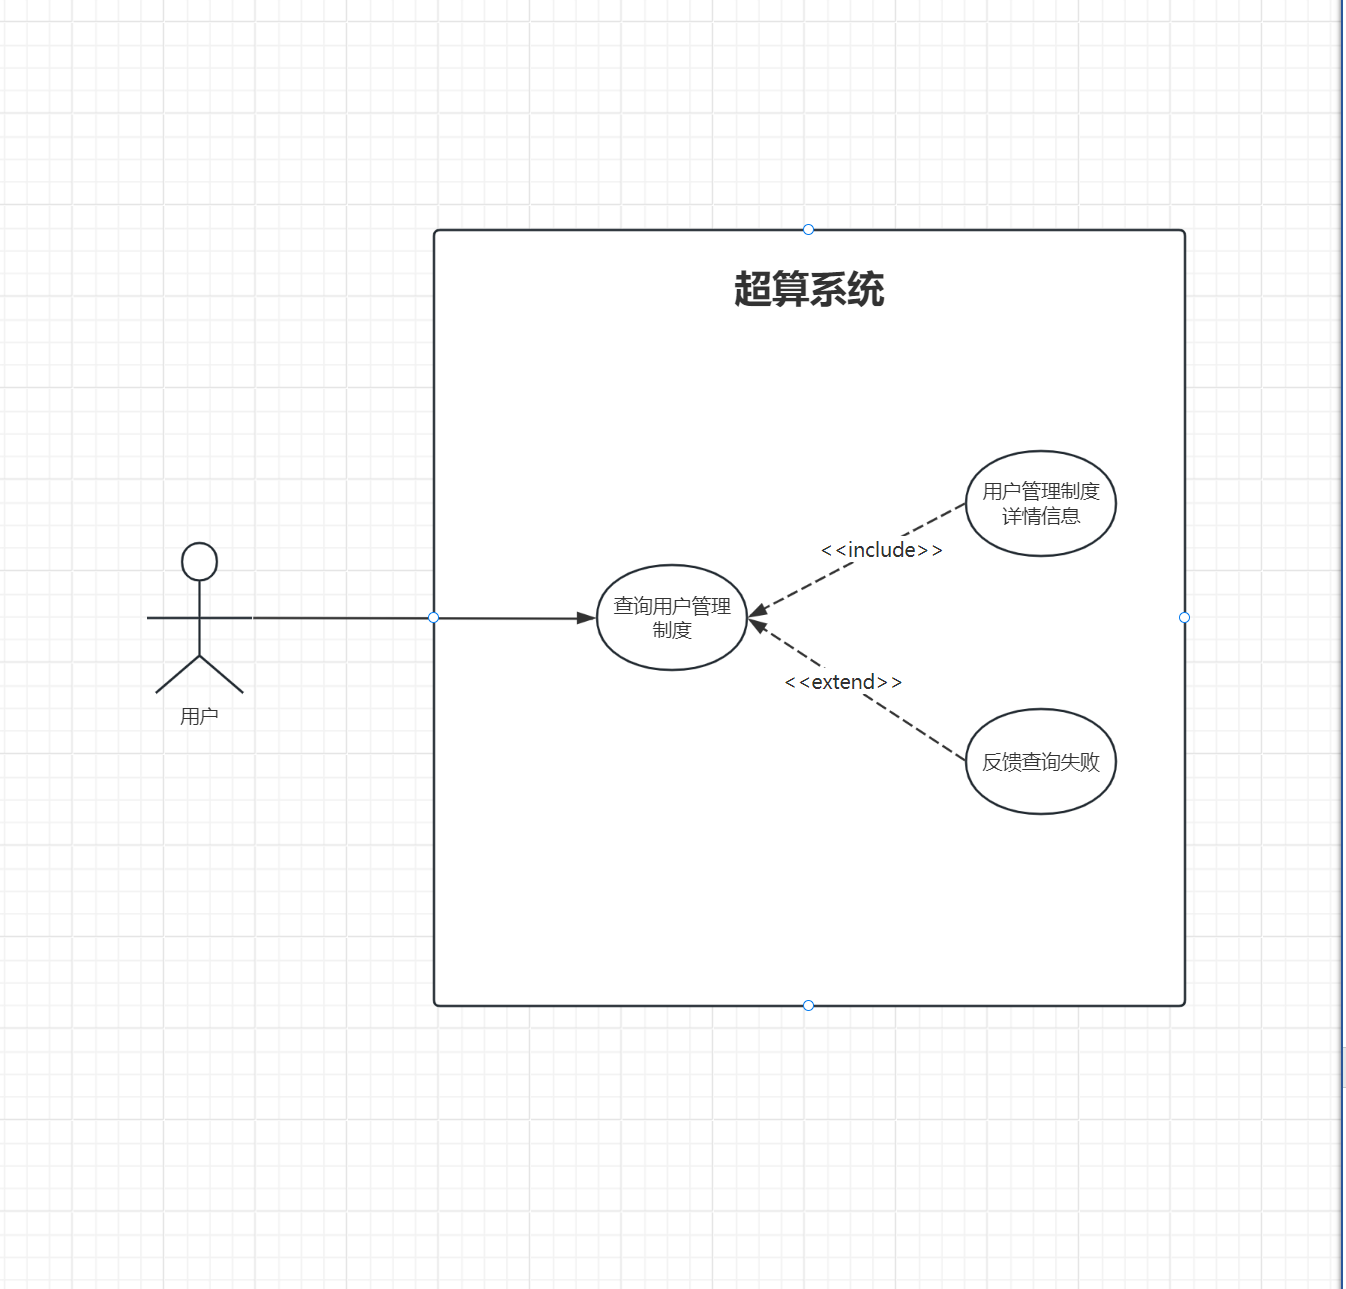 超算系统
用户管理制度
详情信息
<<include>>
查询用户管理
制度
<<extend>>
用户
反馈查询失败